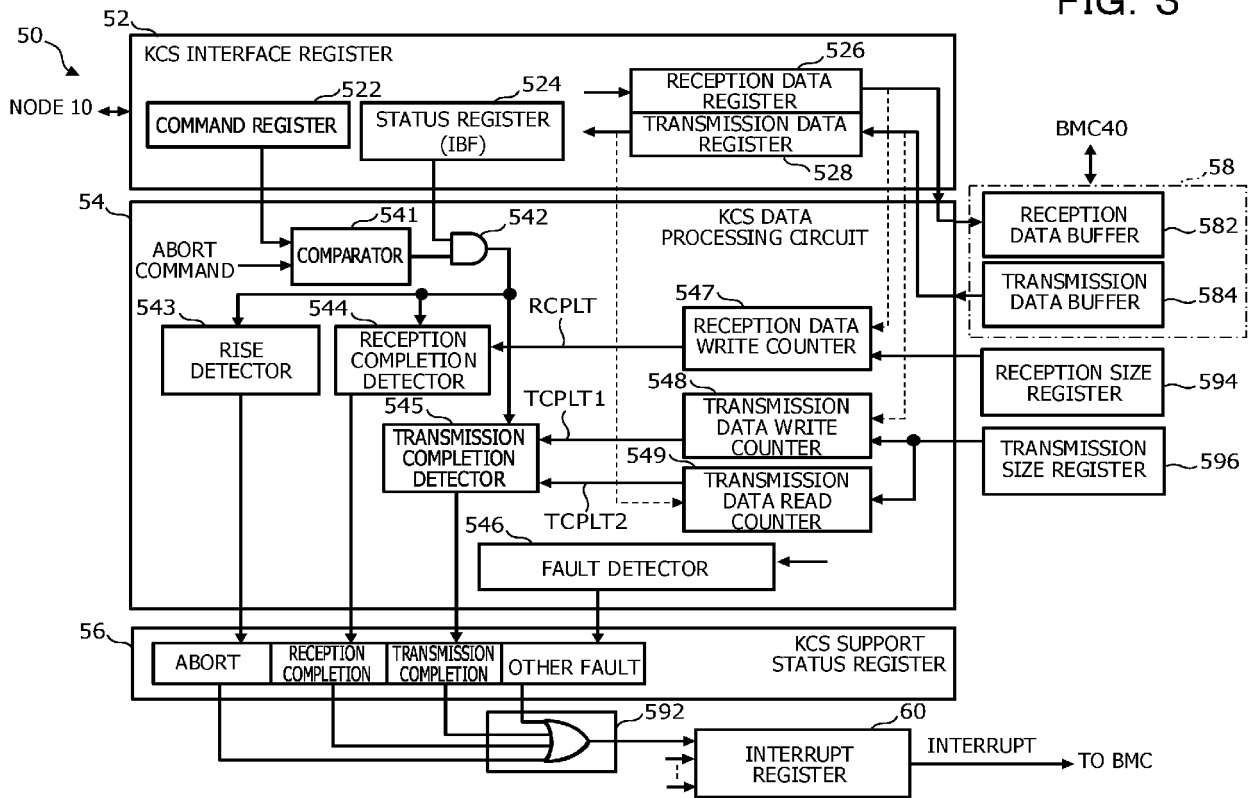 FIG. 3
50
52
KCS INTERFACE REGISTER
NODE 10
522
COMMAND REGISTER
524
STATUS REGISTER
(IBF)
526
RECEPTION DATA
REGISTER
TRANSMISSION DATA
REGISTER
528
BMC40
58
RECEPTION
DATA BUFFER
582
TRANSMISSION
DATA BUFFER
584
54
KCS DATA
PROCESSING CIRCUIT
541
COMPARATOR
542
ABORT
COMMAND
543
RISE
DETECTOR
544
RECEPTION
COMPLETION
DETECTOR
RCPLT
547
RECEPTION DATA
WRITE COUNTER
RECEPTION SIZE
REGISTER
594
545
TRANSMISSION
COMPLETION
DETECTOR
TCPLT1
548
TRANSMISSION
DATA WRITE
COUNTER
TRANSMISSION
SIZE REGISTER
596
TCPLT2
549
TRANSMISSION
DATA READ
COUNTER
546
FAULT DETECTOR
56
ABORT
RECEPTION
COMPLETION
TRANSMISSION
COMPLETION
OTHER FAULT
KCS SUPPORT
STATUS REGISTER
592
60
INTERRUPT
REGISTER
INTERRUPT
TO BMC